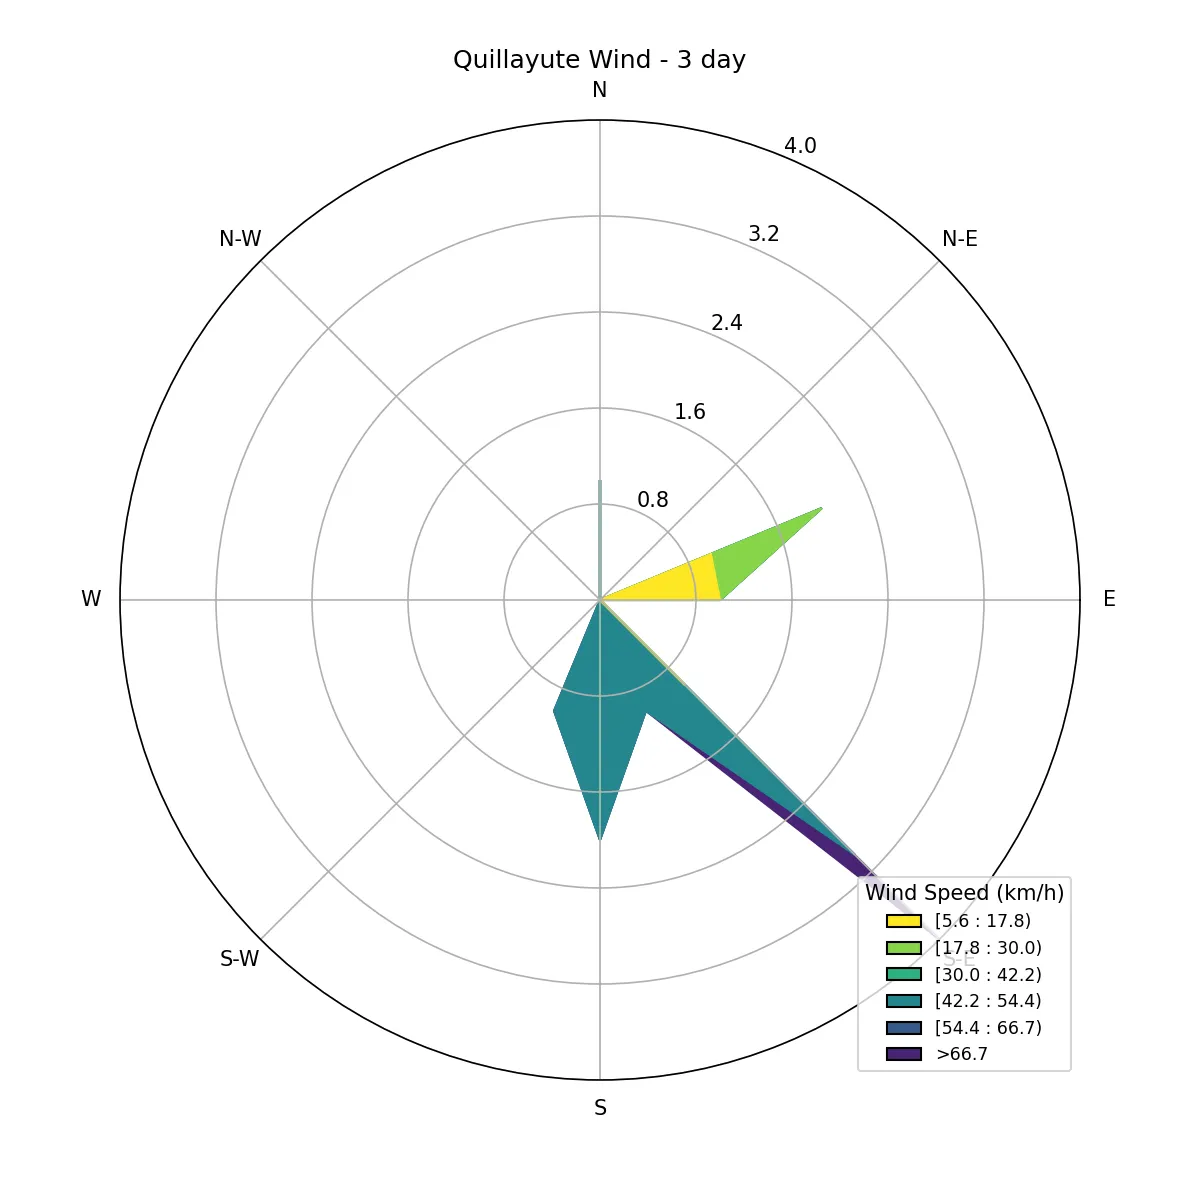 Quillayute Wind - 3 day
N
4.0
N-W
3.2
N-E
2.4
1.6
0.8
W
E
Wind Speed (km/h)
[5.6 : 17.8)
[17.8 : 30.0)
S-W
S-E
[30.0 : 42.2)
[42.2 : 54.4)
[54.4 : 66.7)
>66.7
S